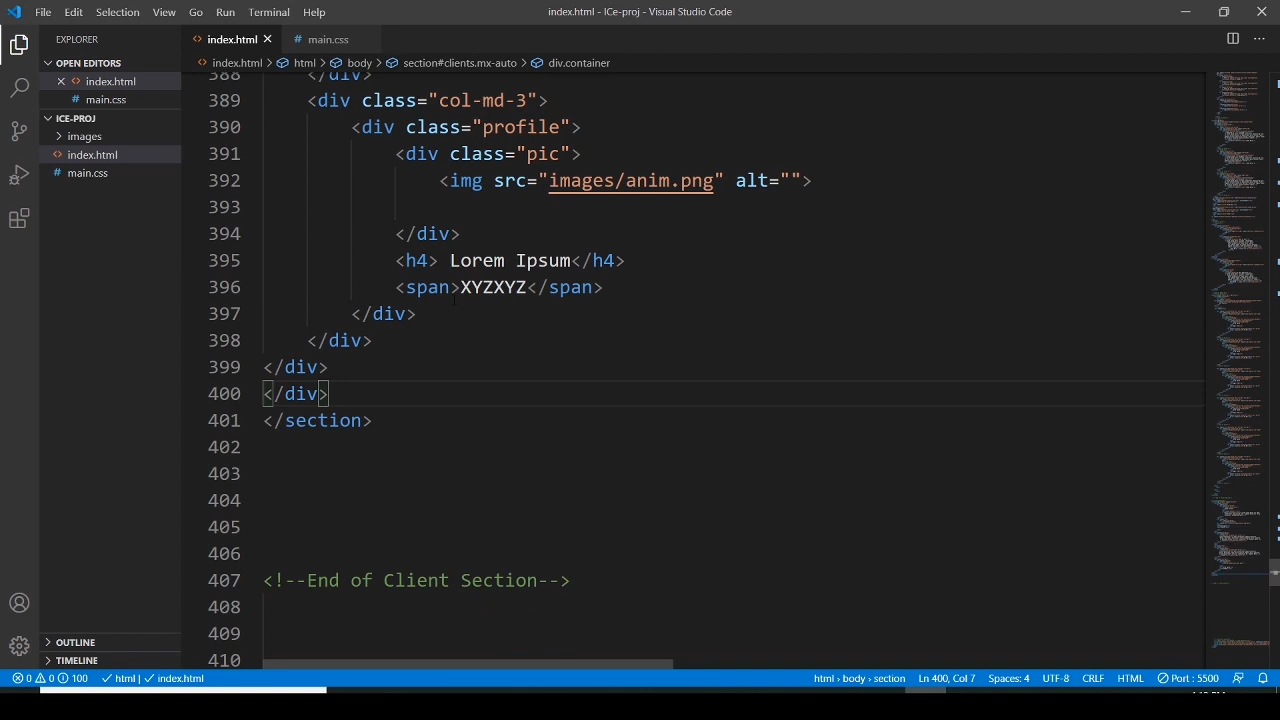 File Edit Selection View Go Run Terminal Help index.html - ICe-proj - Visual Studio Code
EXPLORER index.html main.css
OPEN EDITORS index.html > html > body > section#clients.mx-auto > div.container
index.html
main.css
ICE-PROJ
images
index.html
main.css
388 </div>
389 <div class="col-md-3">
390 <div class="profile">
391 <div class="pic">
392 <img src="images/anim.png" alt="">
393
394 </div>
395 <h4> Lorem Ipsum</h4>
396 <span>XYZXYZ</span>
397 </div>
398 </div>
399 </div>
400 </div>
401 </section>
402
403
404
405
406
407 <!--End of Client Section-->
408
409
410
OUTLINE
TIMELINE
0 0 100 html | index.html html > body > section Ln 400, Col 7 Spaces: 4 UTF-8 CRLF HTML Port : 5500